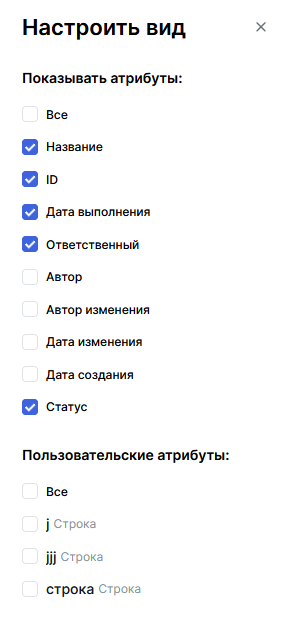 Настроить вид
Показывать атрибуты:
Все
Название
ID
Дата выполнения
Ответственный
Автор
Автор изменения
Дата изменения
Дата создания
Статус
Пользовательские атрибуты:
Все
j Строка
jjj Строка
строка Строка